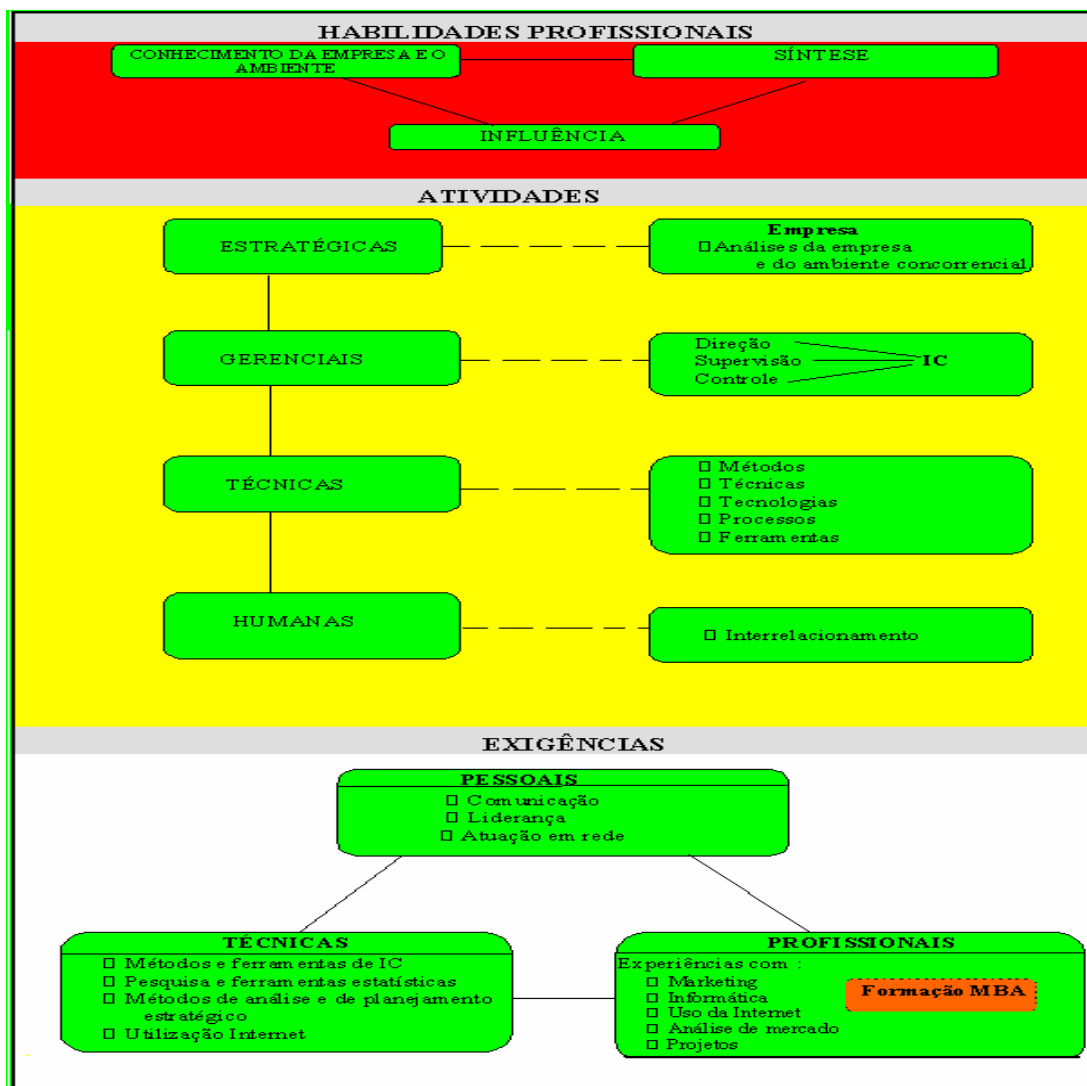 HABILIDADES PROFISSIONAIS
CONHECIMENTO DA EMPRESA E O
AMBIENTE
SÍNTESE
INFLUÊNCIA
ATIVIDADES
ESTRATÉGICAS
Empresa
▯Análises da empresa
e do ambiente concorrencial
GERENCIAIS
Direção
Supervisão
Controle
IC
TÉCNICAS
▯ Métodos
▯ Técnicas
▯ Tecnologias
▯ Processos
▯ Ferramentas
HUMANAS
▯ Interrelacionamento
EXIGÊNCIAS
PESSOAIS
▯ Comunicação
▯ Liderança
▯ Atuação em rede
TÉCNICAS
▯ Métodos e ferramentas de IC
▯ Pesquisa e ferramentas estatísticas
▯ Métodos de análise e de planejamento
estratégico
▯ Utilização Internet
PROFISSIONAIS
Experiências com :
▯ Marketing
▯ Informática
▯ Uso da Internet
▯ Análise de mercado
▯ Projetos
Formação MBA